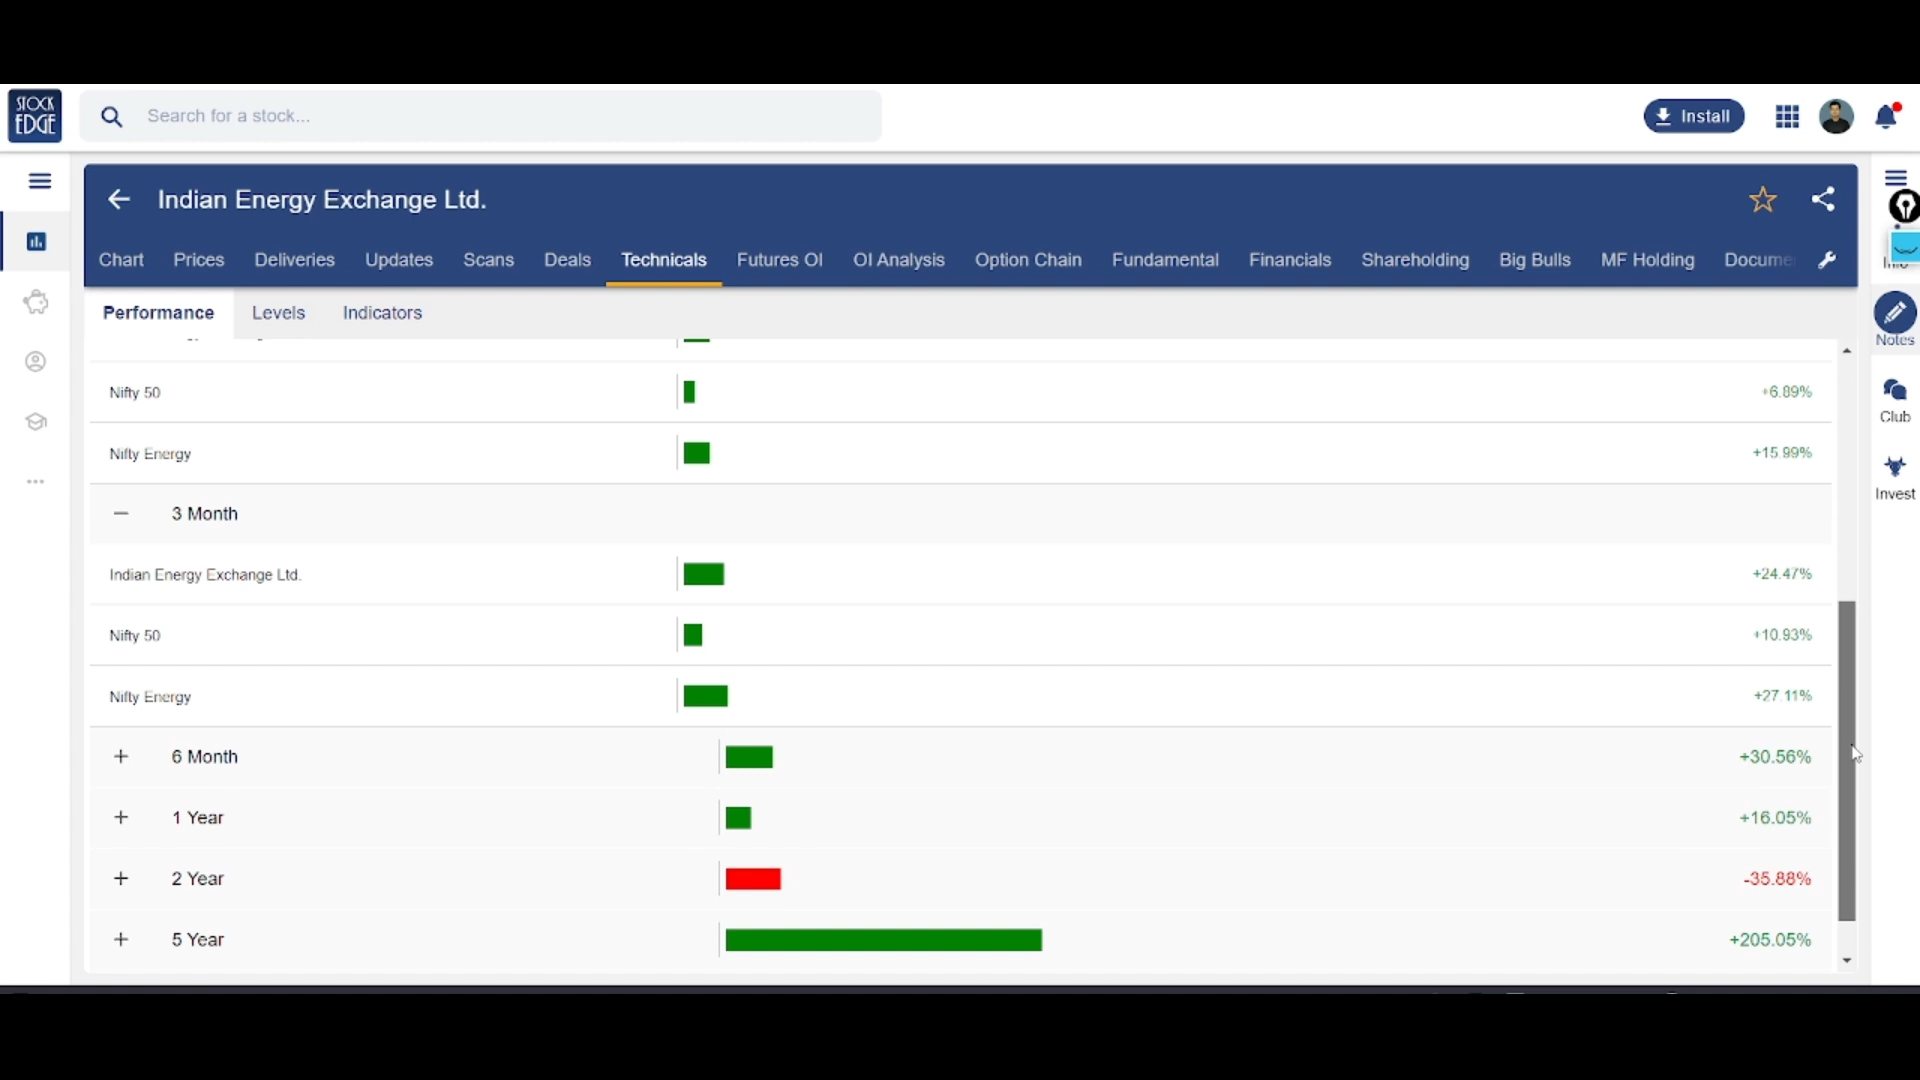 STOCK
EDGE
Search for a stock...
Install
Indian Energy Exchange Ltd.
Chart Prices Deliveries Updates Scans Deals Technicals Futures OI OI Analysis Option Chain Fundamental Financials Shareholding Big Bulls MF Holding Docume
Performance Levels Indicators
Nifty 50 +6.89%
Nifty Energy +15.99%
3 Month
Indian Energy Exchange Ltd. +24.47%
Nifty 50 +10.93%
Nifty Energy +27.11%
6 Month +30.56%
1 Year +16.05%
2 Year -35.88%
5 Year +205.05%
Notes
Club
Invest